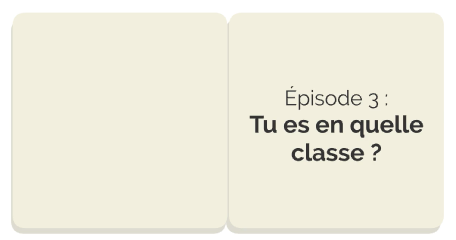 Épisode 3 :
Tu es en quelle
classe ?